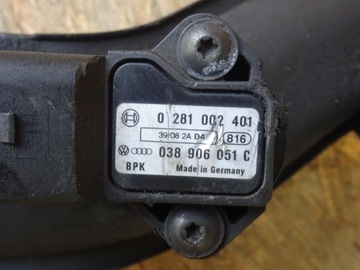 0 281 002 401
39/08 2A D4 816
038 906 051 C
BPK Made in Germany